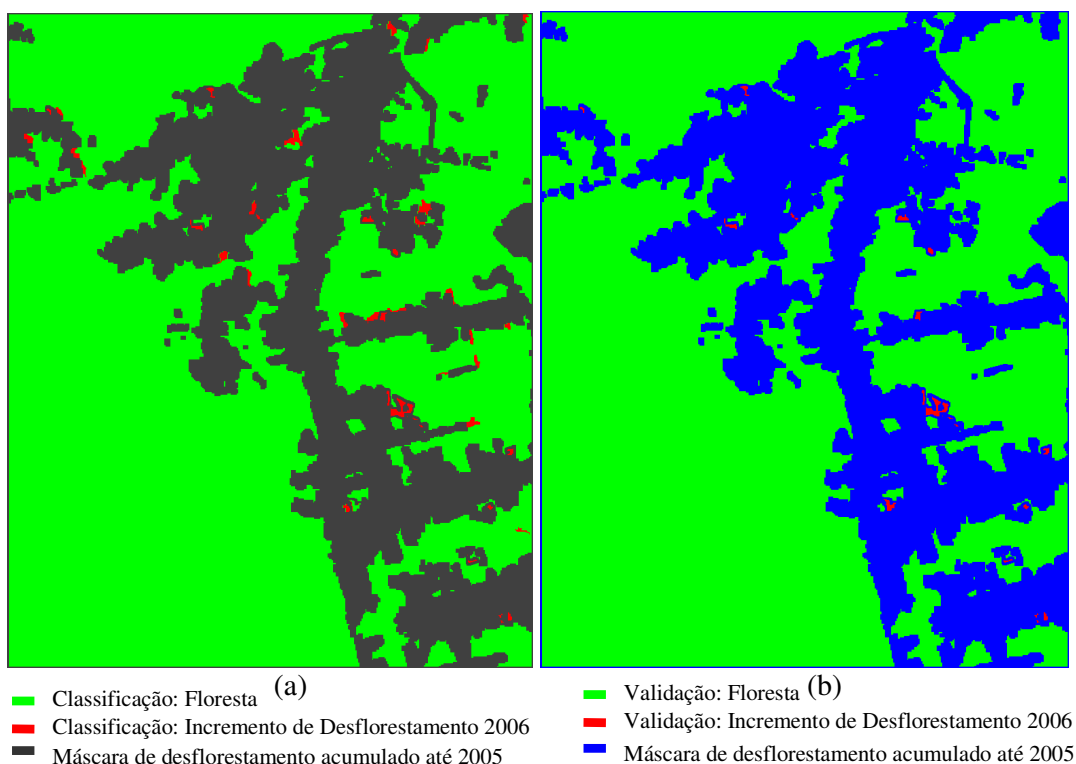 (a)
Classificação: Floresta
Classificação: Incremento de Desflorestamento 2006
Máscara de desflorestamento acumulado até 2005
(b)
Validação: Floresta
Validação: Incremento de Desflorestamento 2006
Máscara de desflorestamento acumulado até 2005